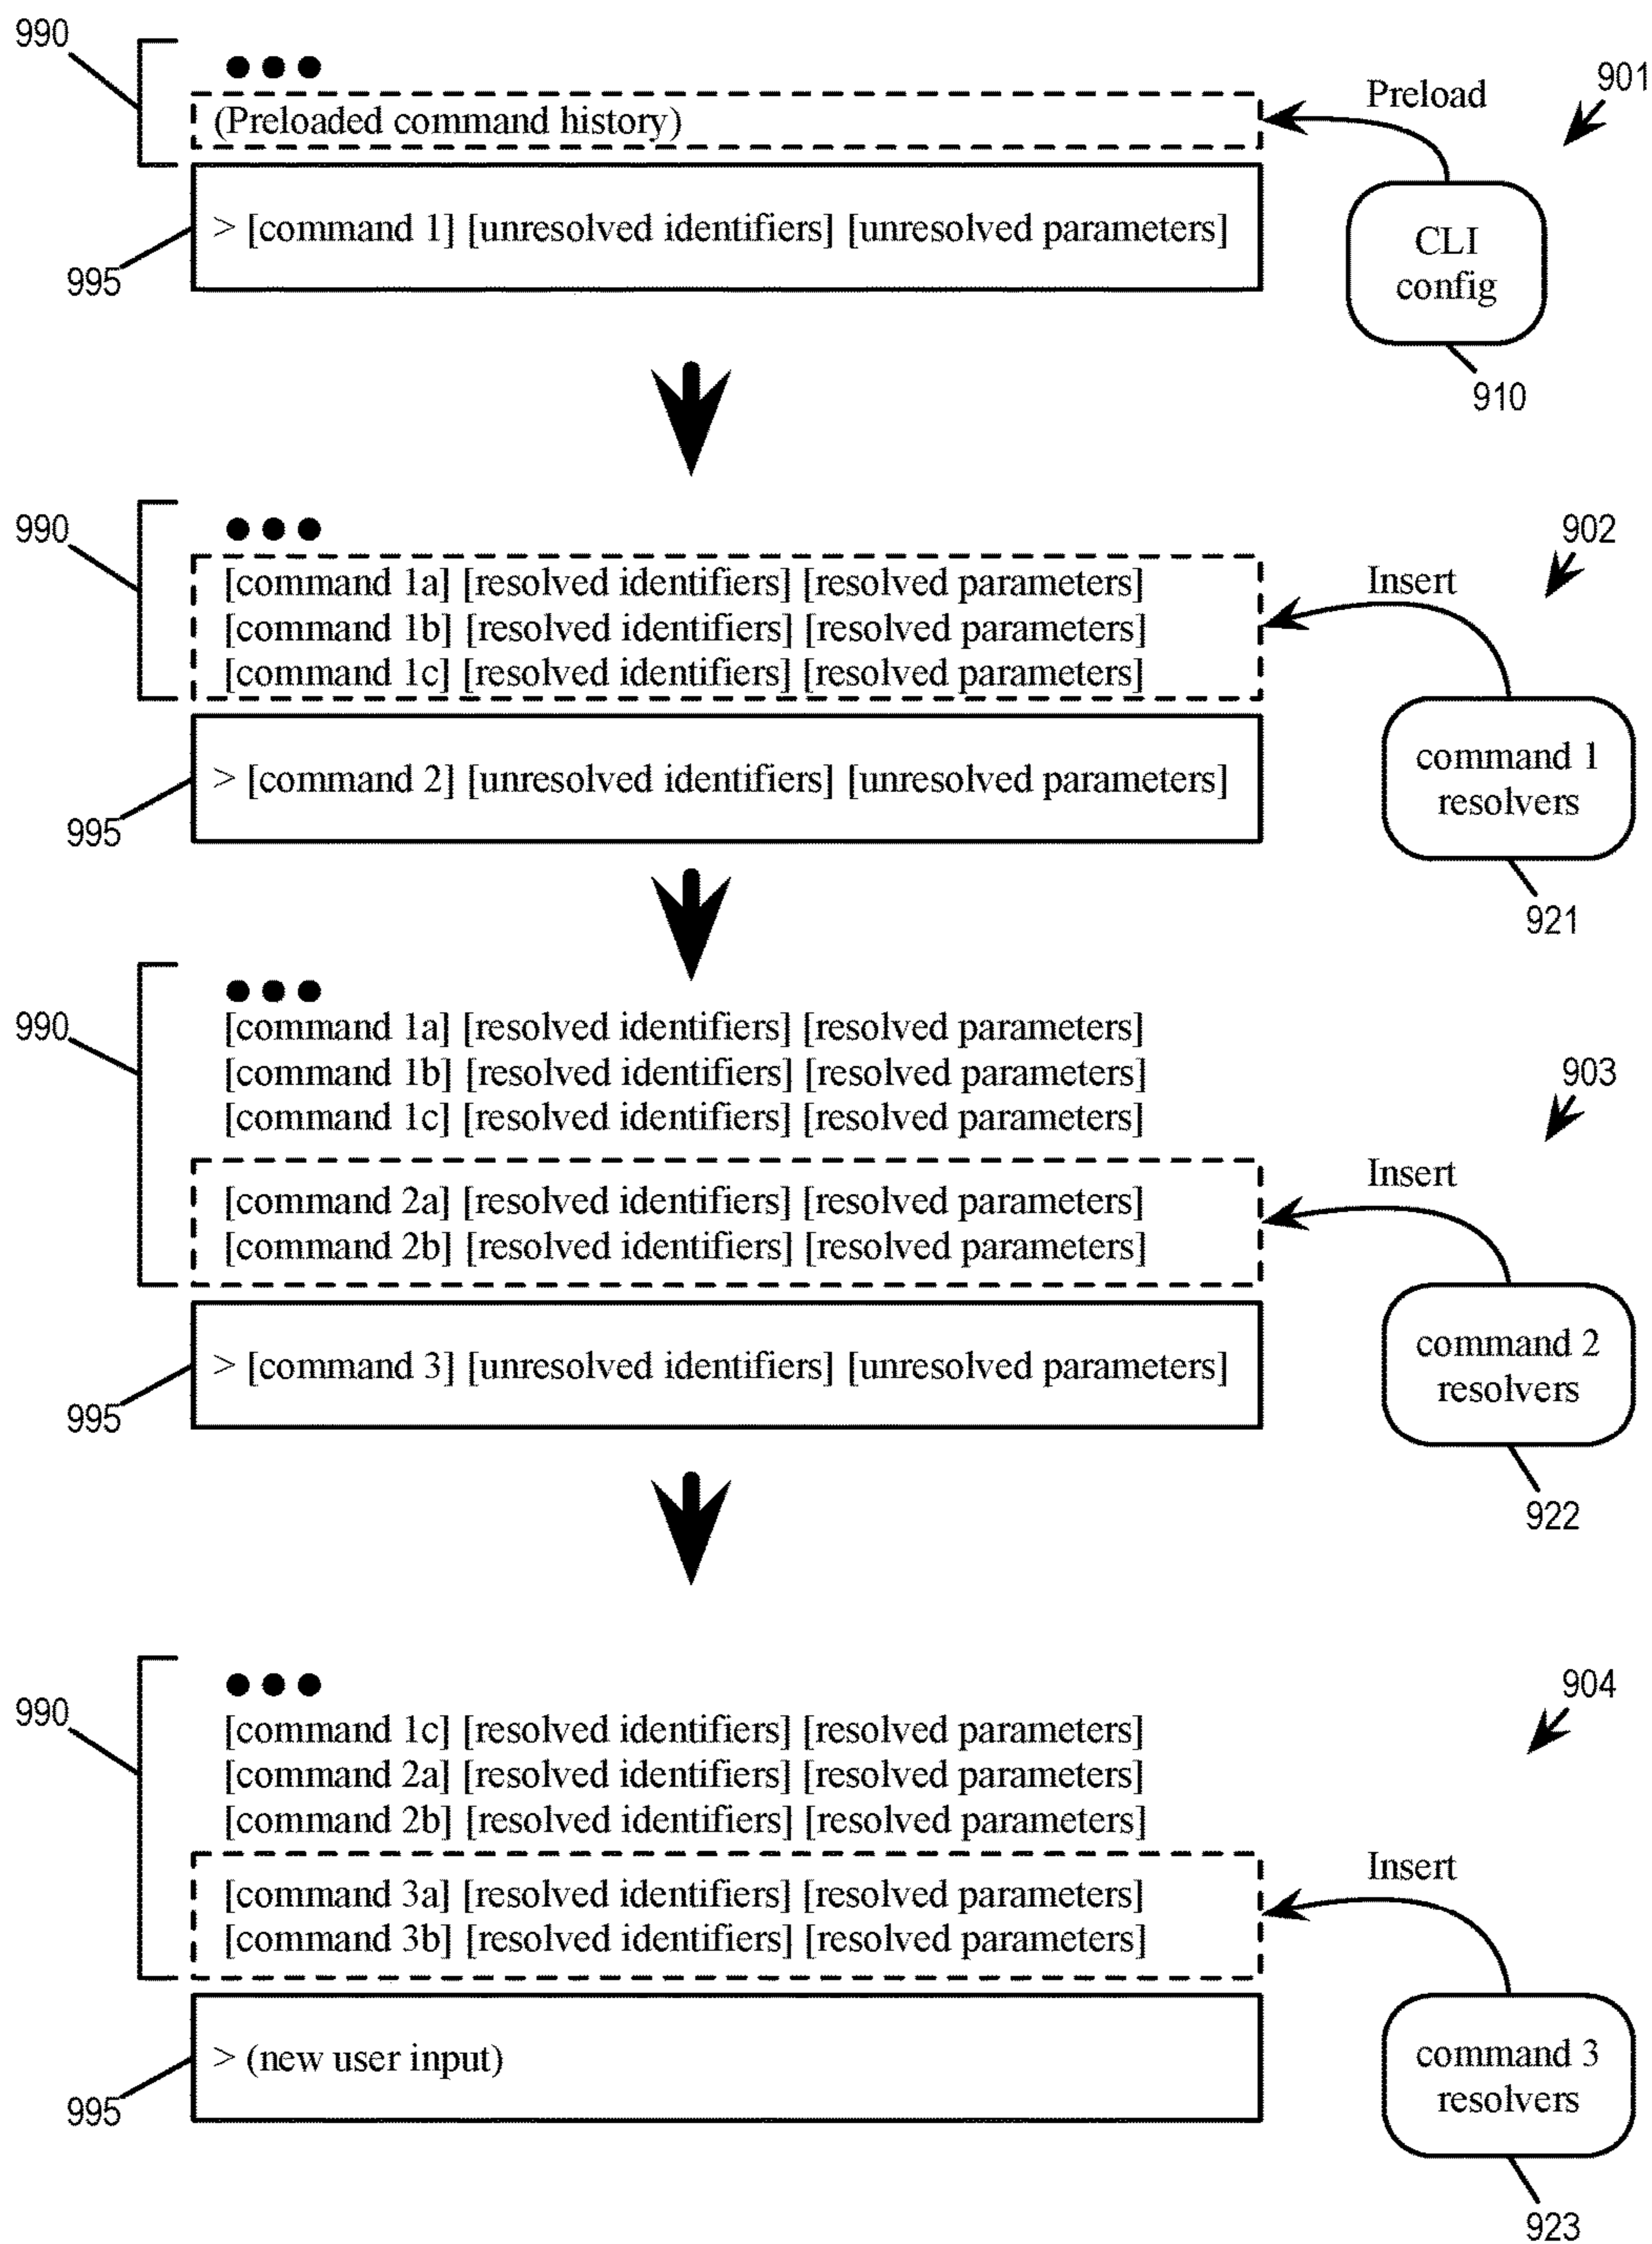 990
901
Preload
(Preloaded command history)
> [command 1] [unresolved identifiers] [unresolved parameters]
995
CLI
config
910
990
902
Insert
[command 1a] [resolved identifiers] [resolved parameters]
[command 1b] [resolved identifiers] [resolved parameters]
[command 1c] [resolved identifiers] [resolved parameters]
> [command 2] [unresolved identifiers] [unresolved parameters]
995
command 1
resolvers
921
990
[command 1a] [resolved identifiers] [resolved parameters]
[command 1b] [resolved identifiers] [resolved parameters]
[command 1c] [resolved identifiers] [resolved parameters]
903
Insert
[command 2a] [resolved identifiers] [resolved parameters]
[command 2b] [resolved identifiers] [resolved parameters]
> [command 3] [unresolved identifiers] [unresolved parameters]
995
command 2
resolvers
922
990
904
[command 1c] [resolved identifiers] [resolved parameters]
[command 2a] [resolved identifiers] [resolved parameters]
[command 2b] [resolved identifiers] [resolved parameters]
Insert
[command 3a] [resolved identifiers] [resolved parameters]
[command 3b] [resolved identifiers] [resolved parameters]
> (new user input)
995
command 3
resolvers
923